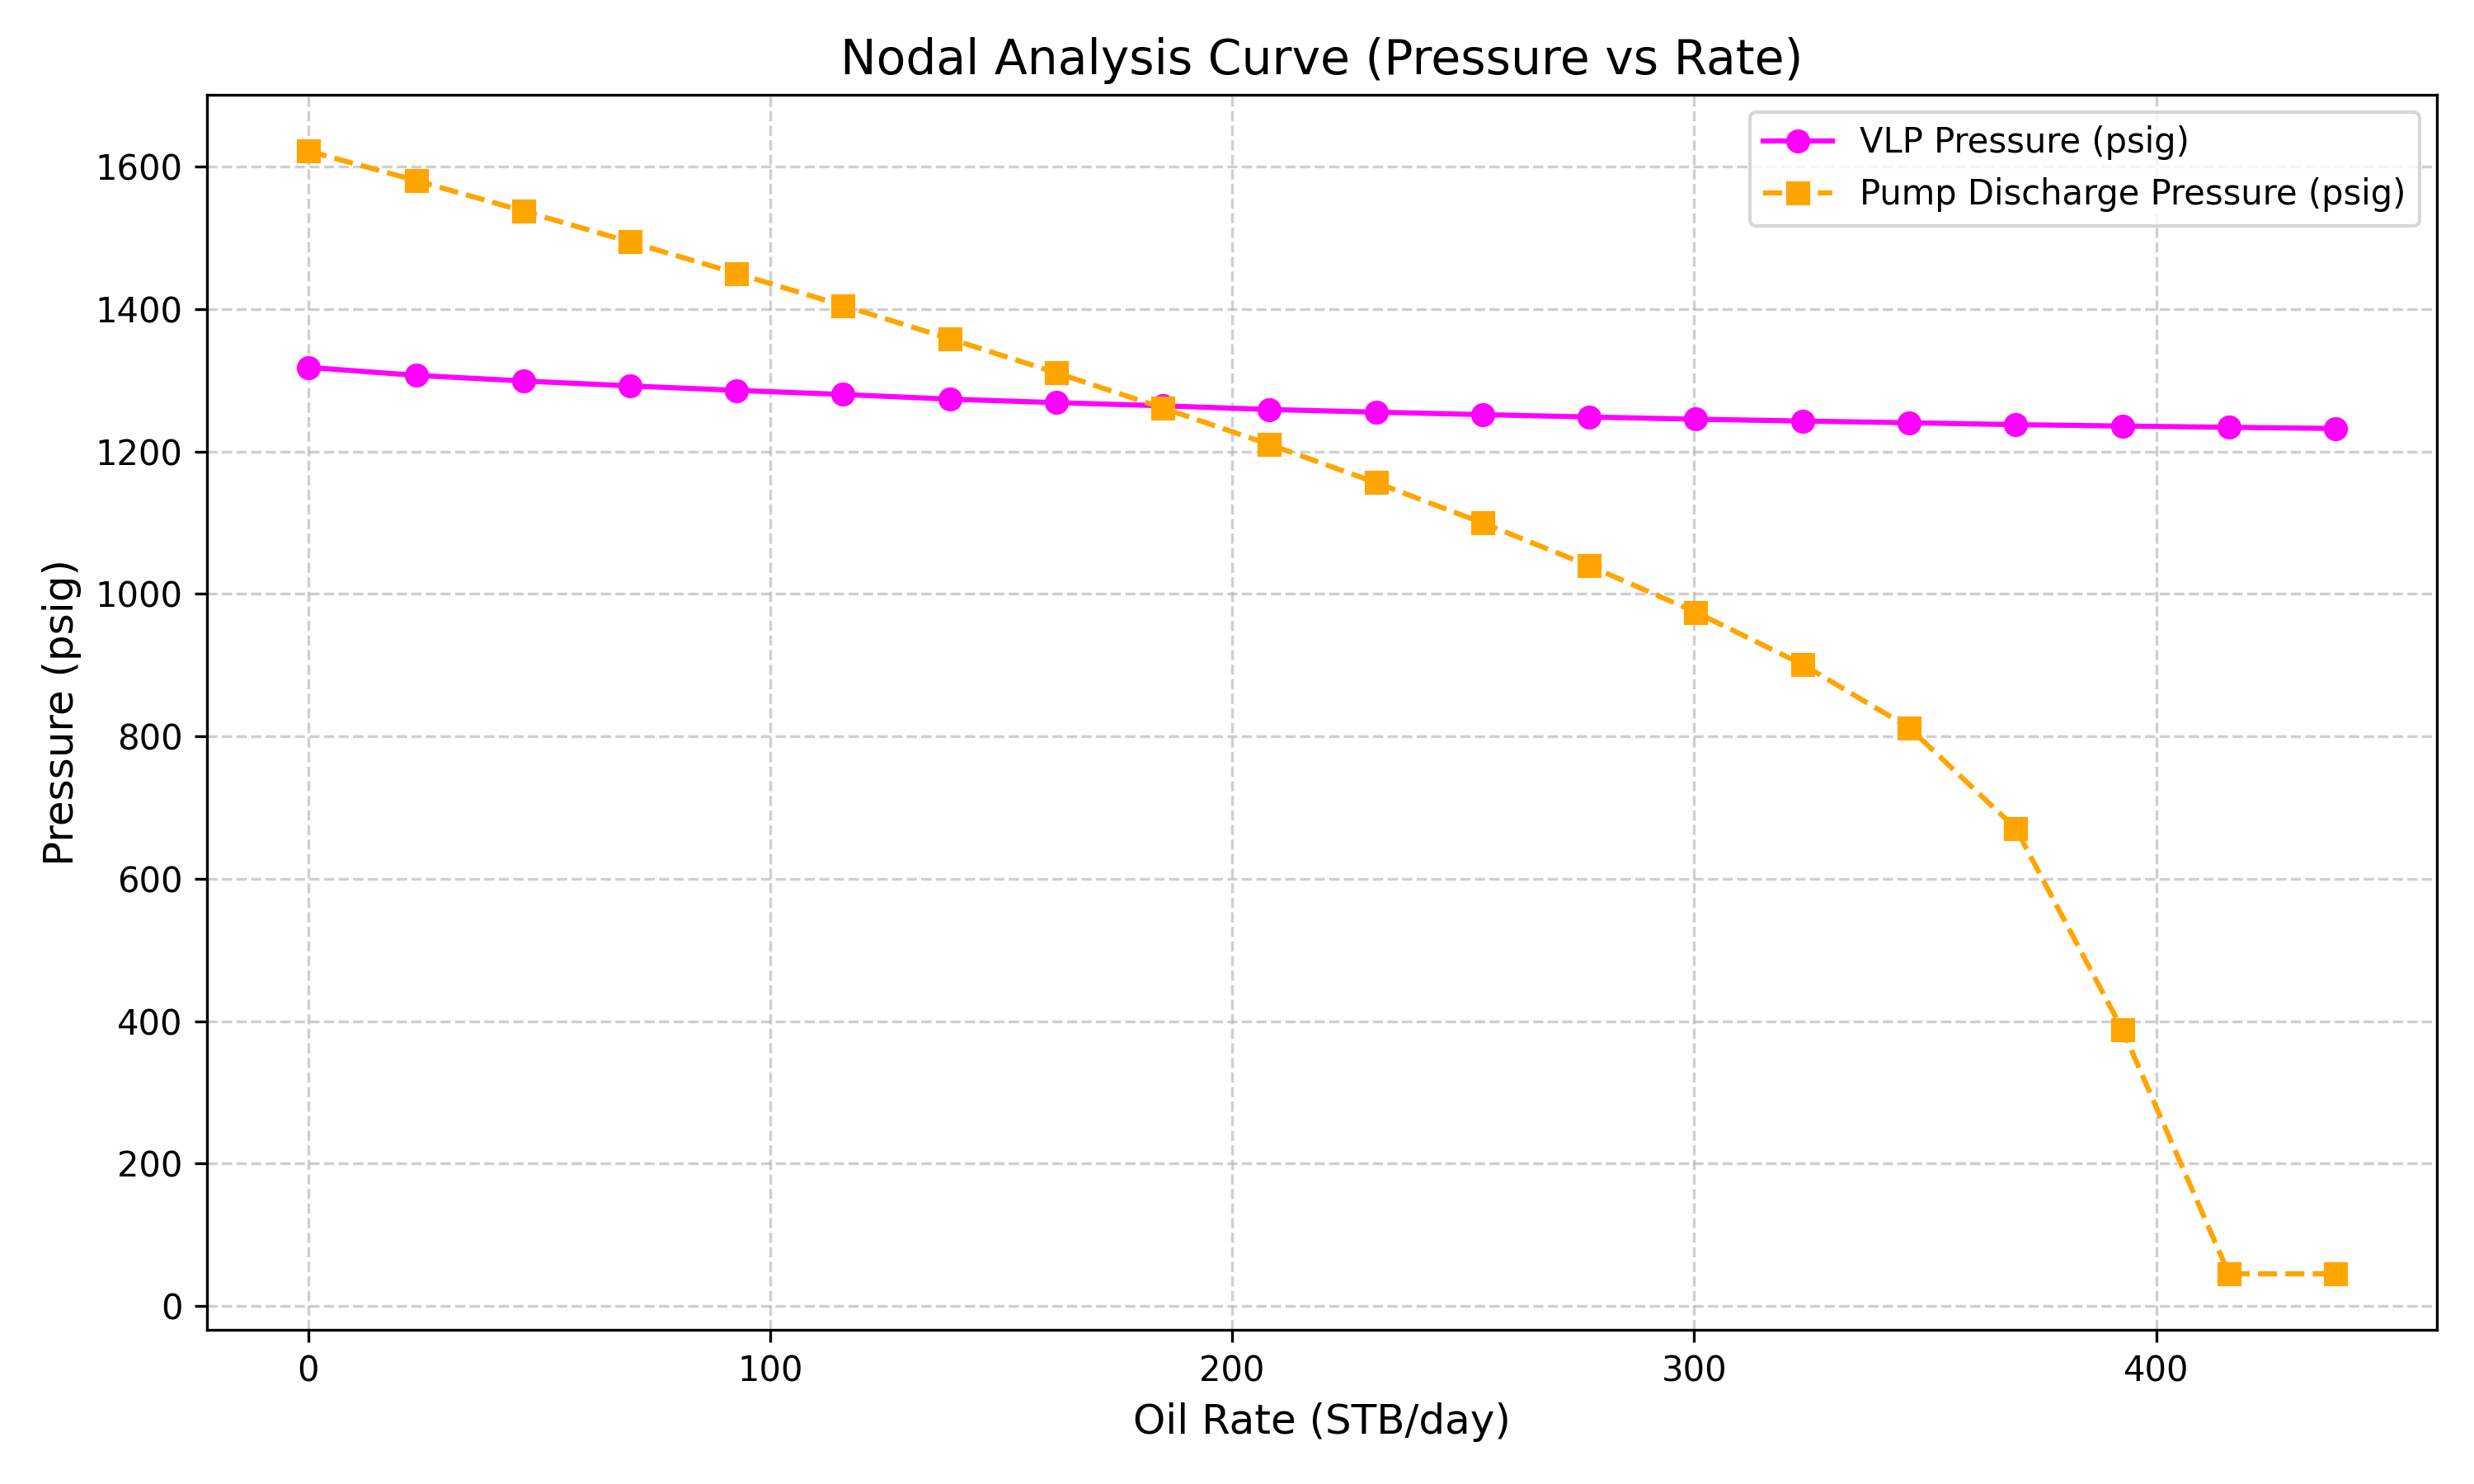 Nodal Analysis Curve (Pressure vs Rate)
VLP Pressure (psig)
Pump Discharge Pressure (psig)
Pressure (psig)
1600
1400
1200
1000
800
600
400
200
0
0 100 200 300 400
Oil Rate (STB/day)